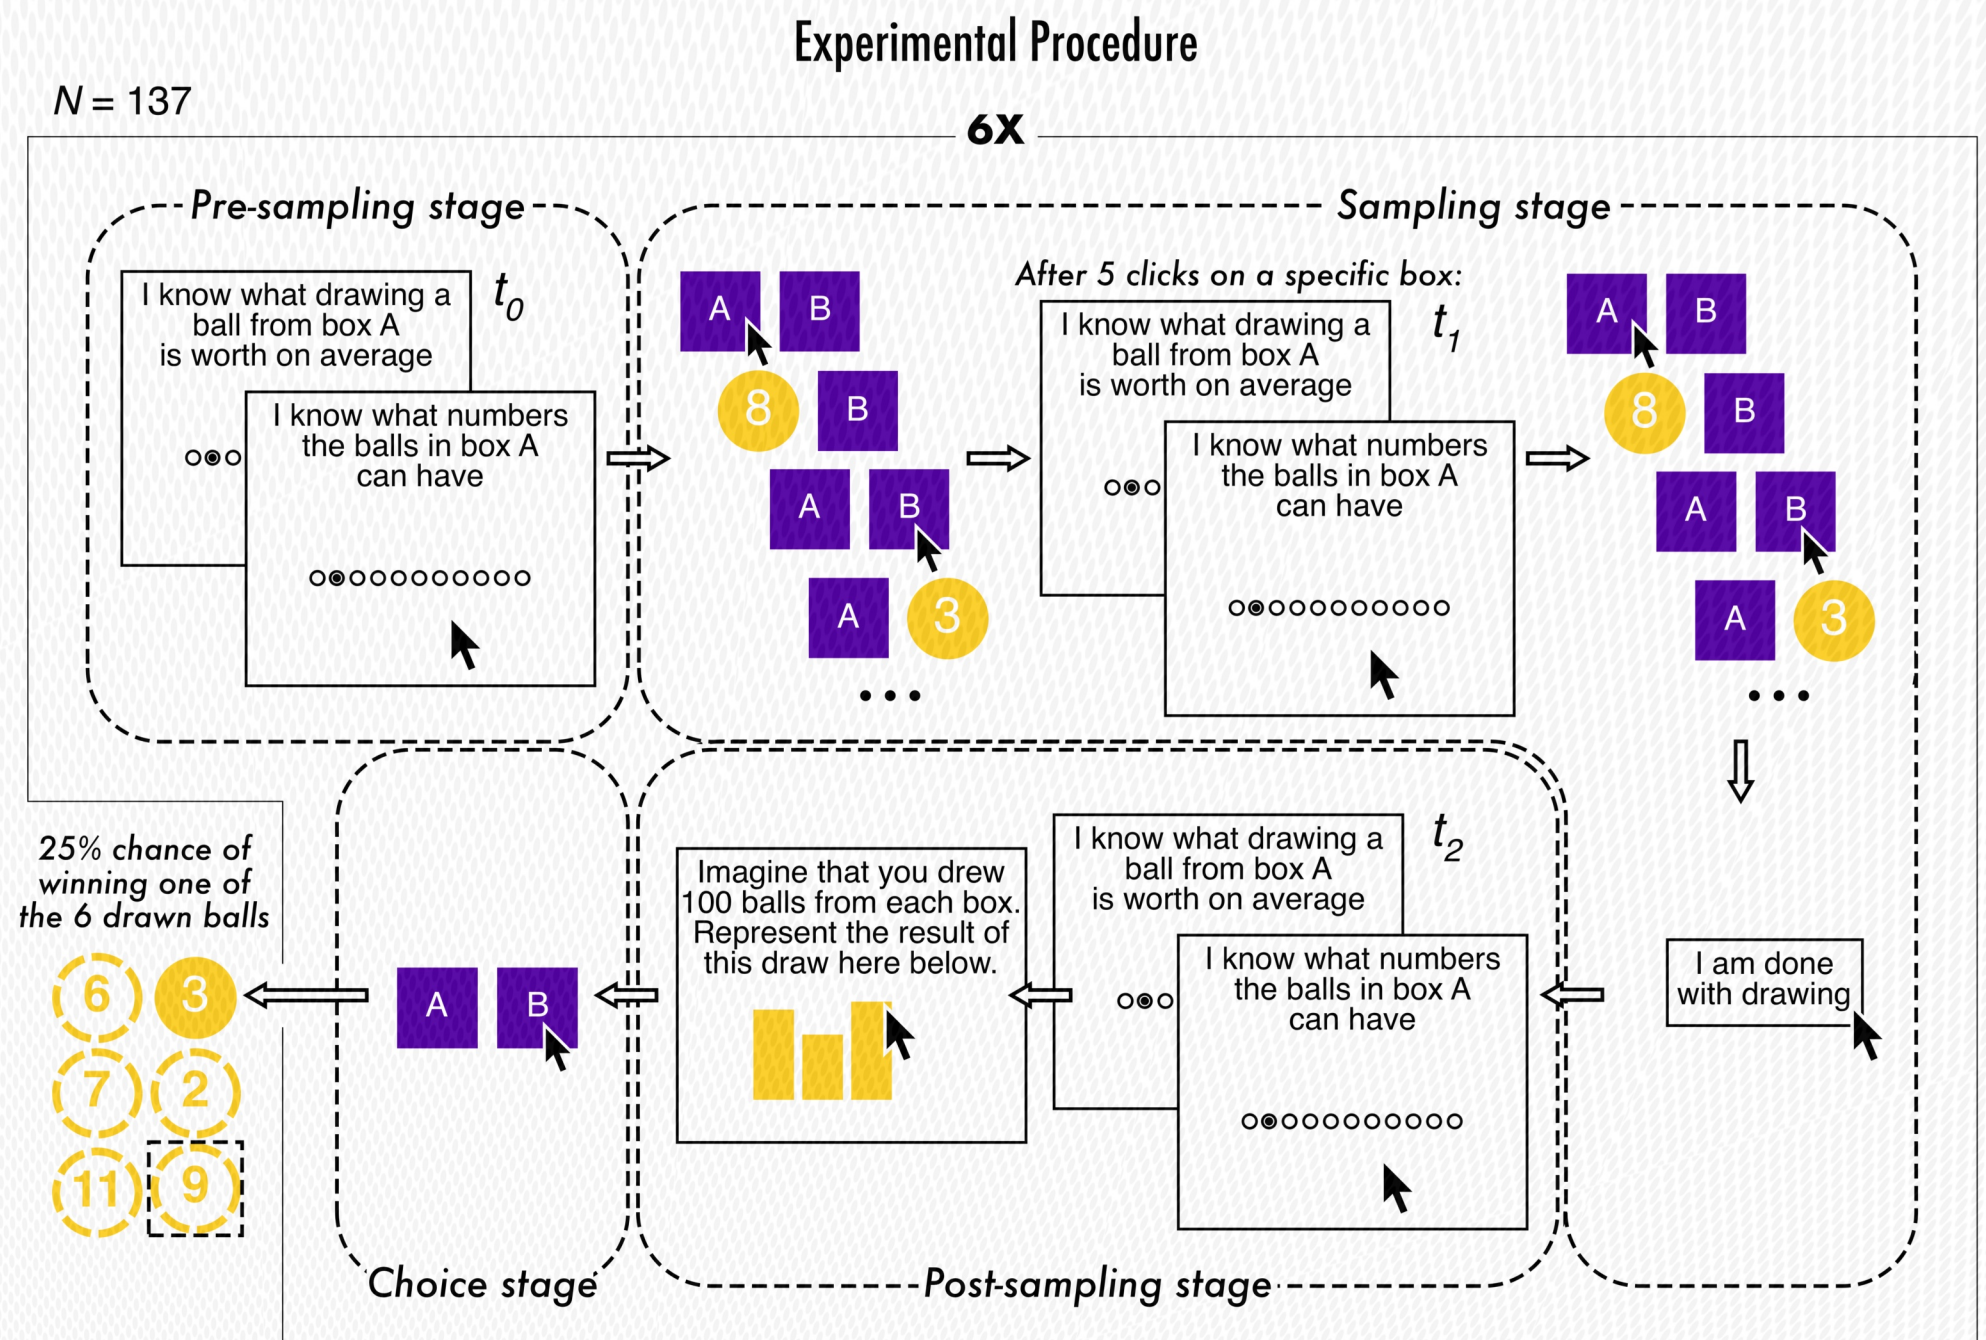 Experimental Procedure
N = 137
6X
Pre-sampling stage
I know what drawing a
ball from box A
is worth on average
t0
I know what numbers
the balls in box A
can have
Sampling stage
A B
8 B
A B
A 3
...
After 5 clicks on a specific box:
I know what drawing a
ball from box A
is worth on average
t1
I know what numbers
the balls in box A
can have
A B
8 B
A B
A 3
...
I am done
with drawing
I know what drawing a
ball from box A
is worth on average
t2
I know what numbers
the balls in box A
can have
Imagine that you drew
100 balls from each box.
Represent the result of
this draw here below.
Post-sampling stage
A B
Choice stage
25% chance of
winning one of
the 6 drawn balls
6 3
7 2
11 9